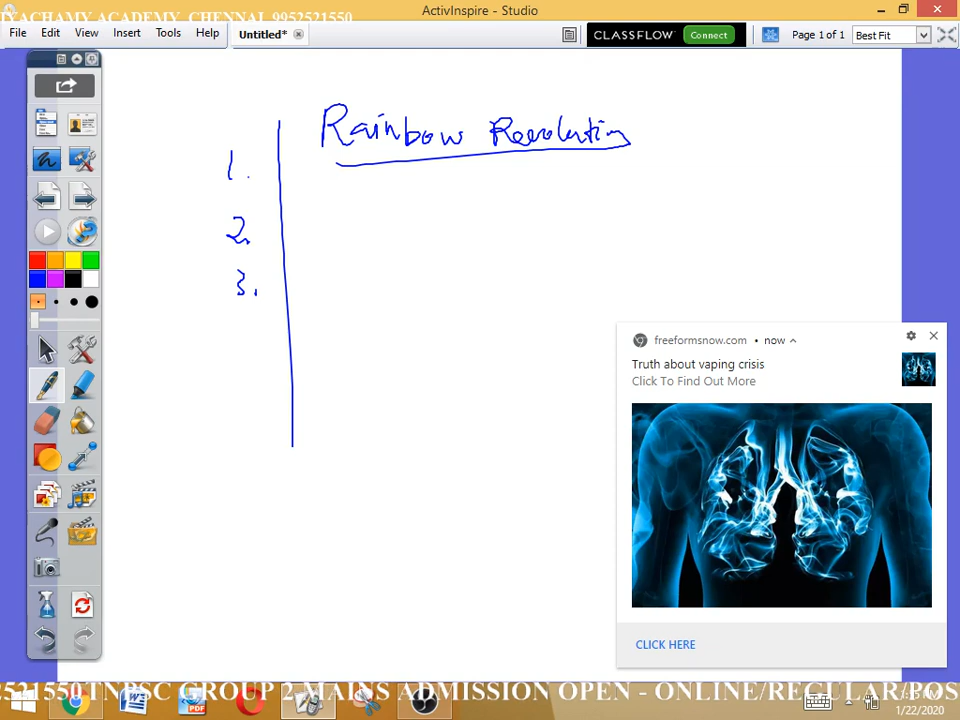 IYACHAMY ACADEMY, CHENNAI 9952521550
ActivInspire - Studio
File Edit View Insert Tools Help Untitled* CLASSFLOW Connect Page 1 of 1 Best Fit
Rainbow Revolution
1.
2.
3.
freeformsnow.com • now
Truth about vaping crisis
Click To Find Out More
CLICK HERE
2521550 TNPSC GROUP 2 MAINS ADMISSION OPEN - ONLINE/REGULAR/POS
1/22/2020